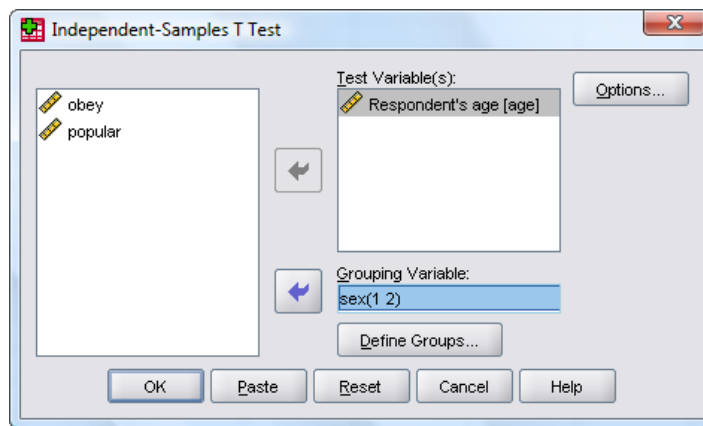 Independent-Samples T Test
obey
popular
Test Variable(s):
Respondent's age [age]
Options...
Grouping Variable:
sex(1 2)
Define Groups...
OK
Paste
Reset
Cancel
Help